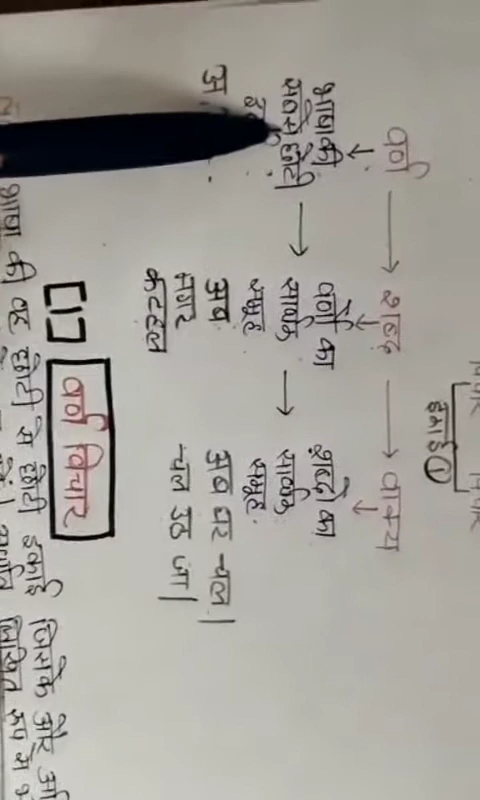 इकाई ①
वर्ण → शब्द → वाक्य
भाषा की → वर्णों का → शब्दों का
सबसे छोटी सार्थक सार्थक
समूह समूह
अब अब घर चल।
मटर चल उठ जा।
कटहल
[1] वर्ण विचार
भाषा की वह छोटी से छोटी इकाई जिसके और
लिखित रूप में